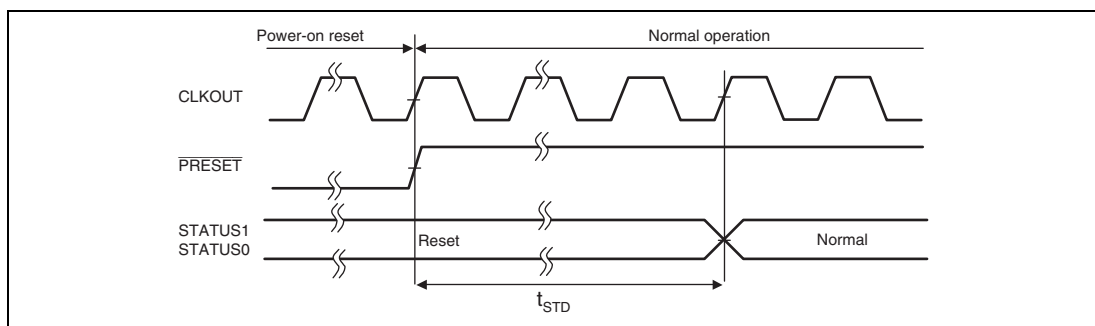 Power-on reset Normal operation
CLKOUT
PRESET
STATUS1
STATUS0
Reset Normal
tSTD